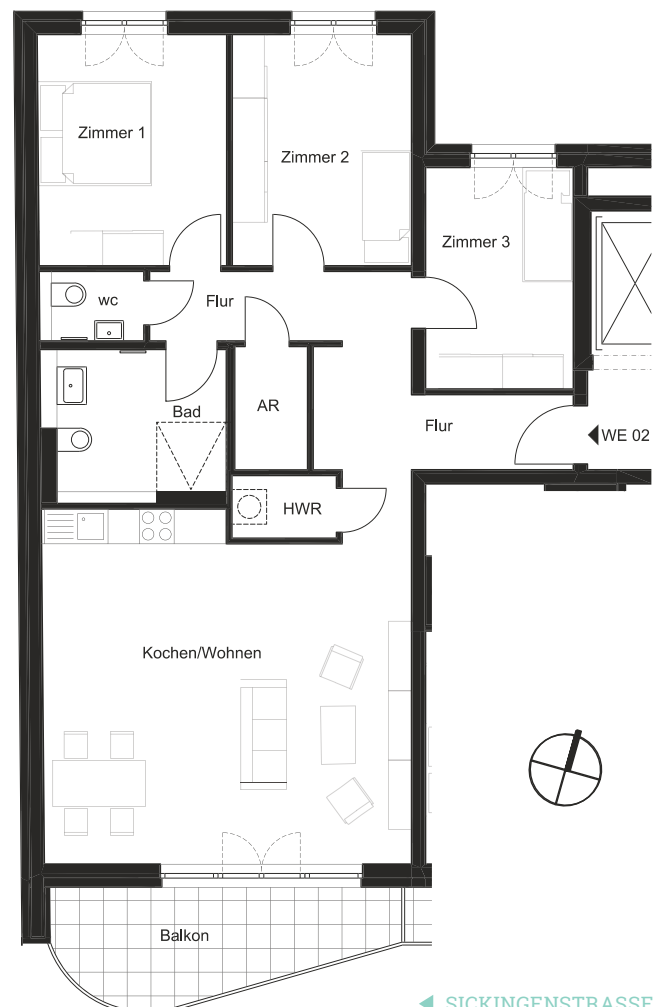 Zimmer 1
Zimmer 2
Zimmer 3
wc
Flur
Bad
AR
Flur
WE 02
HWR
Kochen/Wohnen
Balkon
SICKINGENSTRASSE